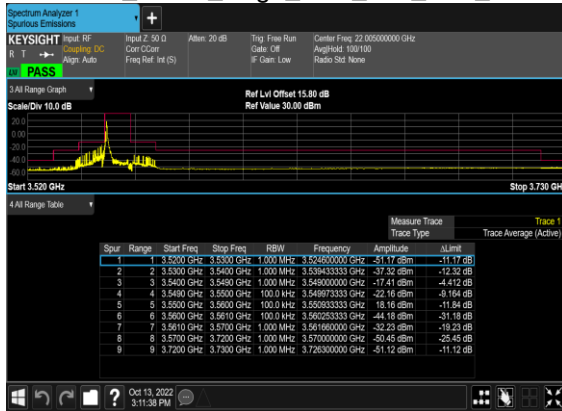 Spectrum Analyzer 1
Spurious Emissions
KEYSIGHT Input: RF Input Z: 50 Ω Atten: 20 dB Trig: Free Run Center Freq: 22.005000000 GHz
R T Coupling: DC Corr CCorr Gate: Off Avg|Hold: 100/100
Align: Auto Freq Ref: Int (S) IF Gain: Low Radio Std: None
PASS
3 All Range Graph Ref Lvl Offset 15.80 dB
Scale/Div 10.0 dB Ref Value 30.00 dBm
20.0
0.00
-20.0
-40.0
-60.0
Start 3.520 GHz Stop 3.730 GH
4 All Range Table
Measure Trace Trace 1
Trace Type Trace Average (Active)
Spur Range Start Freq Stop Freq RBW Frequency Amplitude ΔLimit
1 1 3.5200 GHz 3.5300 GHz 1.000 MHz 3.524600000 GHz -51.17 dBm -11.17 dB
2 2 3.5300 GHz 3.5400 GHz 1.000 MHz 3.539433333 GHz -37.32 dBm -12.32 dB
3 3 3.5400 GHz 3.5490 GHz 1.000 MHz 3.549000000 GHz -17.41 dBm -4.412 dB
4 4 3.5490 GHz 3.5500 GHz 100.0 kHz 3.549973333 GHz -22.16 dBm -9.164 dB
5 5 3.5500 GHz 3.5600 GHz 100.0 kHz 3.550933333 GHz 18.16 dBm -11.84 dB
6 6 3.5600 GHz 3.5610 GHz 100.0 kHz 3.560253333 GHz -44.18 dBm -31.18 dB
7 7 3.5610 GHz 3.5700 GHz 1.000 MHz 3.561660000 GHz -32.23 dBm -19.23 dB
8 8 3.5700 GHz 3.7200 GHz 1.000 MHz 3.570000000 GHz -50.45 dBm -25.45 dB
9 9 3.7200 GHz 3.7300 GHz 1.000 MHz 3.726300000 GHz -51.12 dBm -11.12 dB
? Oct 13, 2022
3:11:38 PM